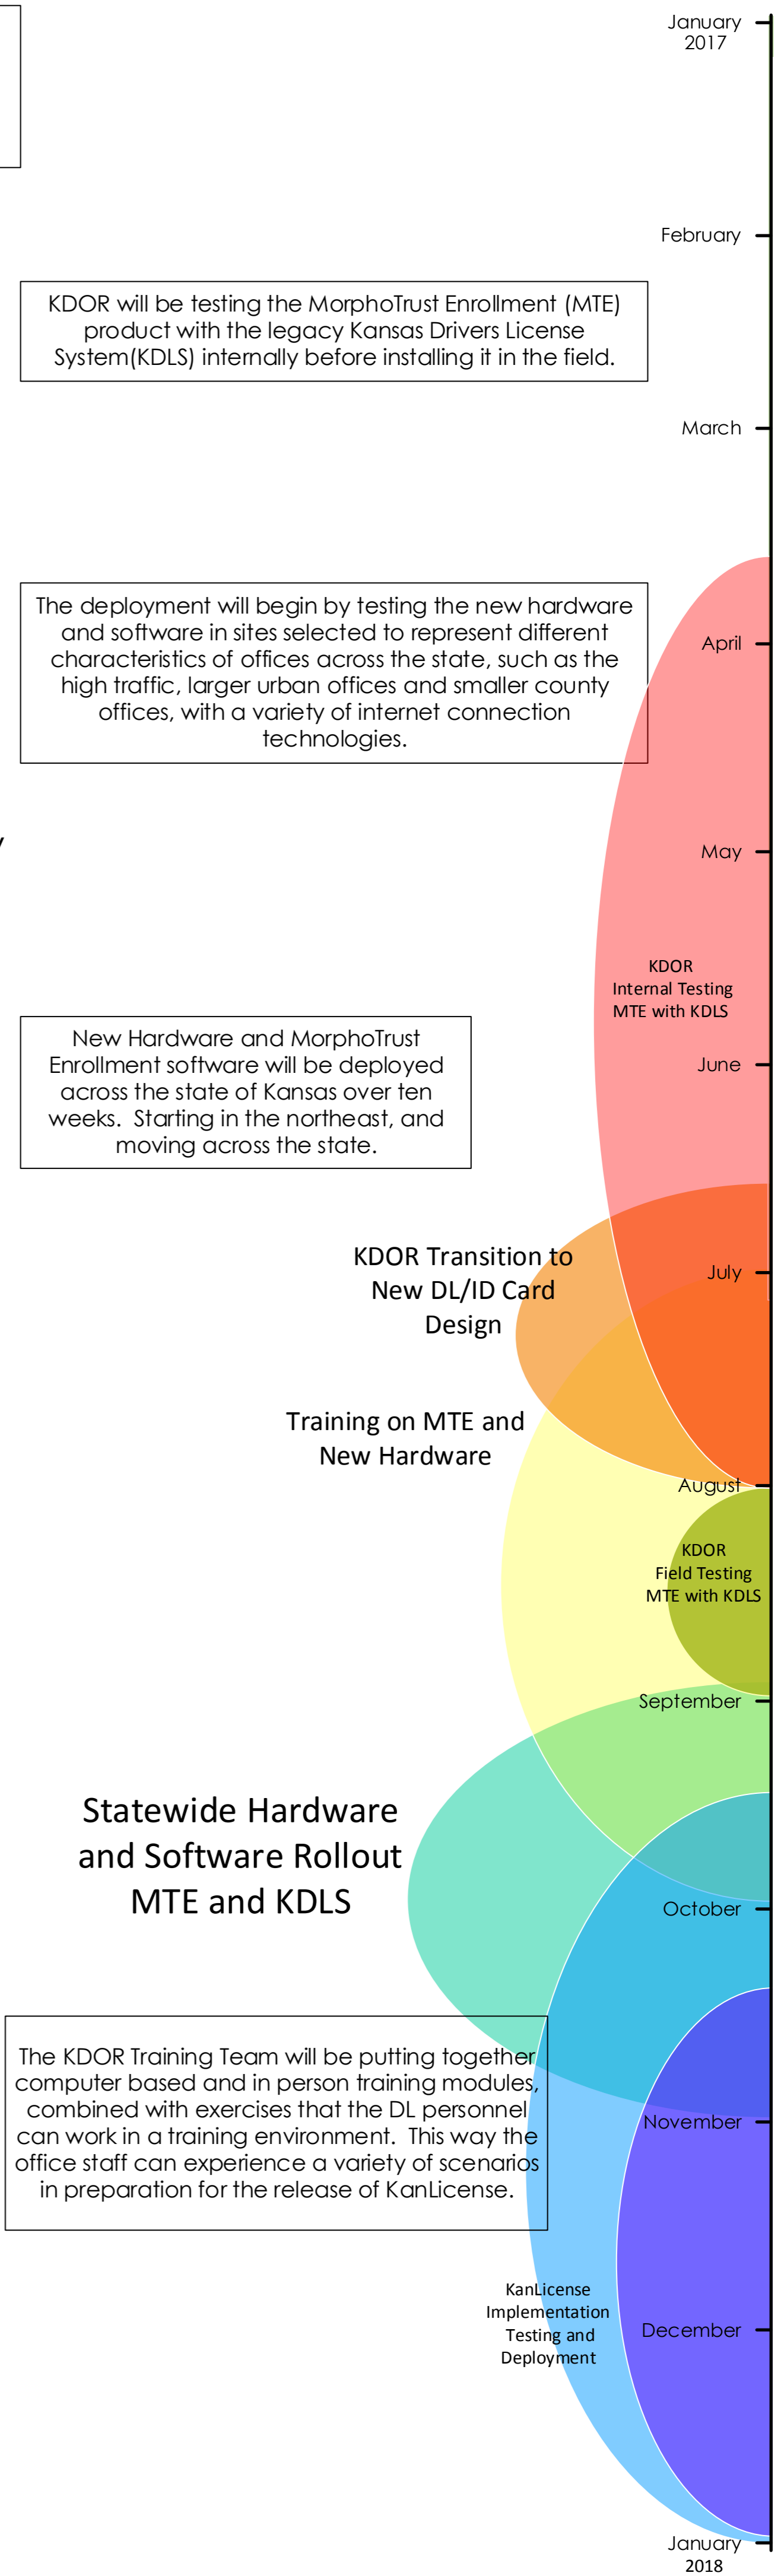 January
2017
February
KDOR will be testing the MorphoTrust Enrollment (MTE)
product with the legacy Kansas Drivers License
System(KDLS) internally before installing it in the field.
March
The deployment will begin by testing the new hardware
and software in sites selected to represent different
characteristics of offices across the state, such as the
high traffic, larger urban offices and smaller county
offices, with a variety of internet connection
technologies.
April
May
KDOR
Internal Testing
MTE with KDLS
New Hardware and MorphoTrust
Enrollment software will be deployed
across the state of Kansas over ten
weeks.  Starting in the northeast, and
moving across the state.
June
KDOR Transition to
New DL/ID Card
Design
July
Training on MTE and
New Hardware
August
KDOR
Field Testing
MTE with KDLS
September
Statewide Hardware
and Software Rollout
MTE and KDLS
October
The KDOR Training Team will be putting together
computer based and in person training modules,
combined with exercises that the DL personnel
can work in a training environment.  This way the
office staff can experience a variety of scenarios
in preparation for the release of KanLicense.
November
KanLicense
Implementation
Testing and
Deployment
December
January
2018